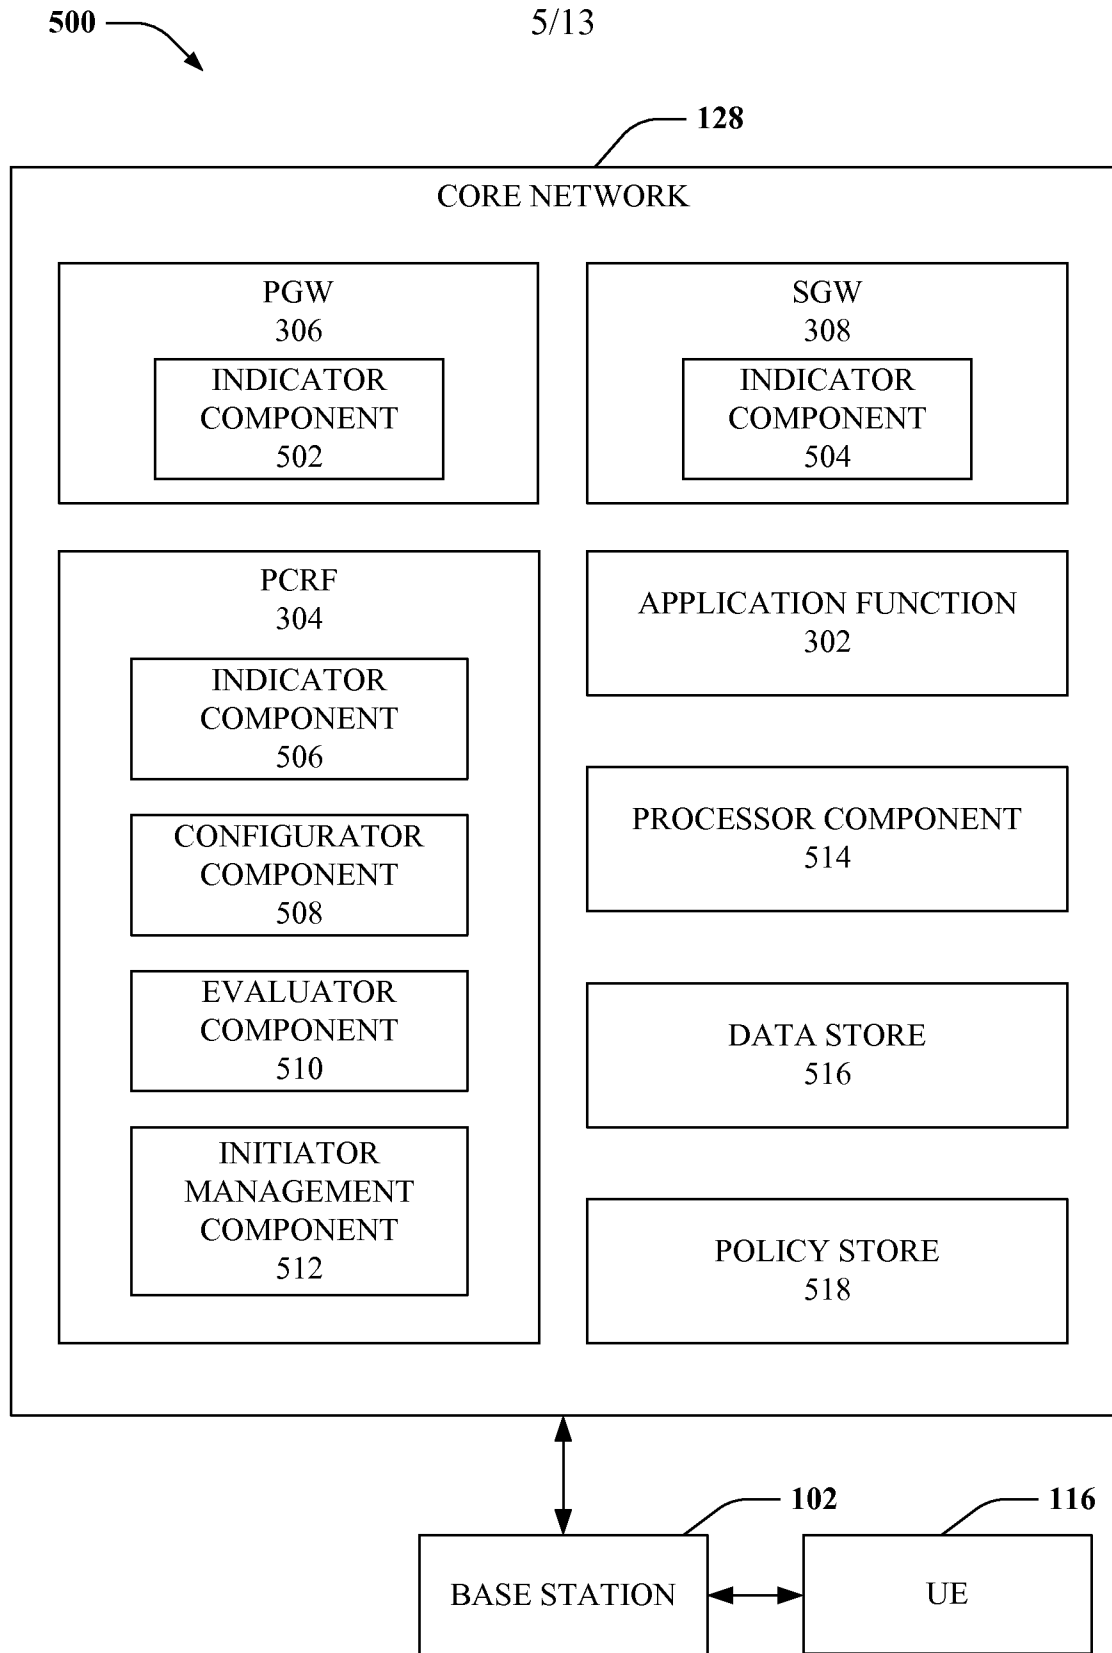 500
5/13
128
CORE NETWORK
PGW
306
INDICATOR
COMPONENT
502
SGW
308
INDICATOR
COMPONENT
504
PCRF
304
INDICATOR
COMPONENT
506
CONFIGURATOR
COMPONENT
508
EVALUATOR
COMPONENT
510
INITIATOR
MANAGEMENT
COMPONENT
512
APPLICATION FUNCTION
302
PROCESSOR COMPONENT
514
DATA STORE
516
POLICY STORE
518
102
BASE STATION
116
UE